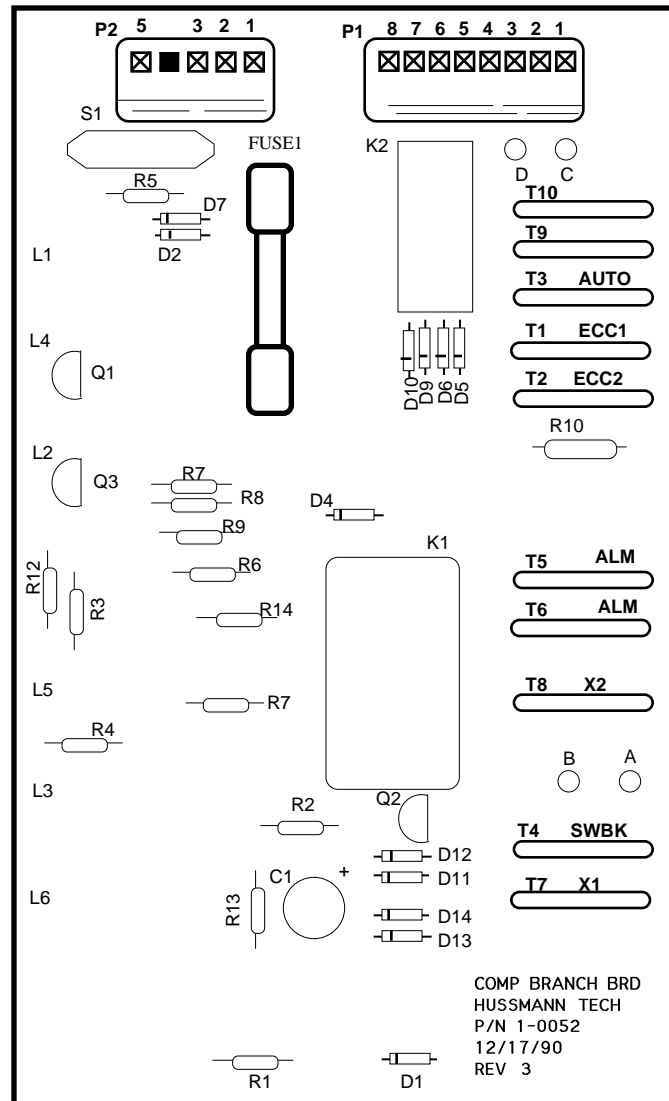 P2 5 3 2 1
P1 8 7 6 5 4 3 2 1
S1
FUSE1
K2
D C
R5
D7
D2
T10
T9
T3 AUTO
T1 ECC1
T2 ECC2
L1
L4
Q1
D10 D9 D6 D5
R10
L2
Q3
R7
R8
R9
D4
K1
R12
R3
R6
R14
T5 ALM
T6 ALM
L5
R7
T8 X2
R4
B A
L3
R2
Q2
T4 SWBK
D12
D11
T7 X1
L6
R13
C1 +
D14
D13
COMP BRANCH BRD
HUSSMANN TECH
P/N 1-0052
12/17/90
REV 3
R1
D1